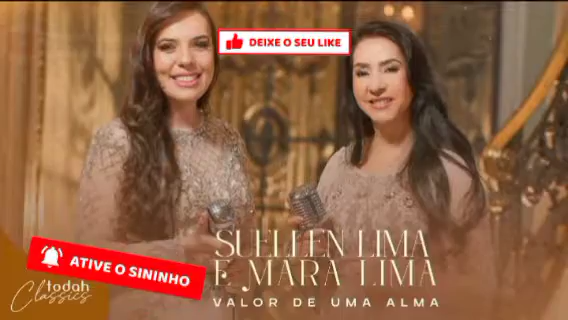 DEIXE O SEU LIKE
SUELLEN LIMA
E MARA LIMA
VALOR DE UMA ALMA
ATIVE O SININHO
todah
Classics